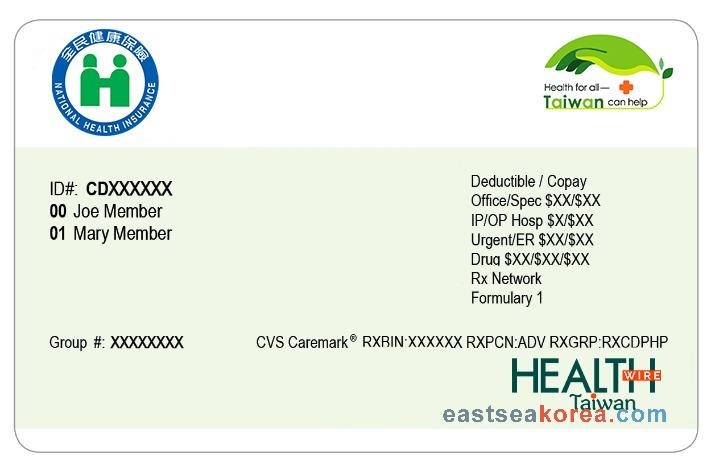 全民健康保險
NATIONAL HEALTH INSURANCE
Health for all—
Taiwan can help
ID#: CDXXXXXX
00 Joe Member
01 Mary Member
Deductible / Copay
Office/Spec $XX/$XX
IP/OP Hosp $X/$XX
Urgent/ER $XX/$XX
Drug $XX/$XX/$XX
Rx Network
Formulary 1
Group #: XXXXXXXX
CVS Caremark® RXBIN:XXXXXX RXPCN:ADV RXGRP:RXCDPHP
HEALTH WIRE
Taiwan
eastseakorea.com